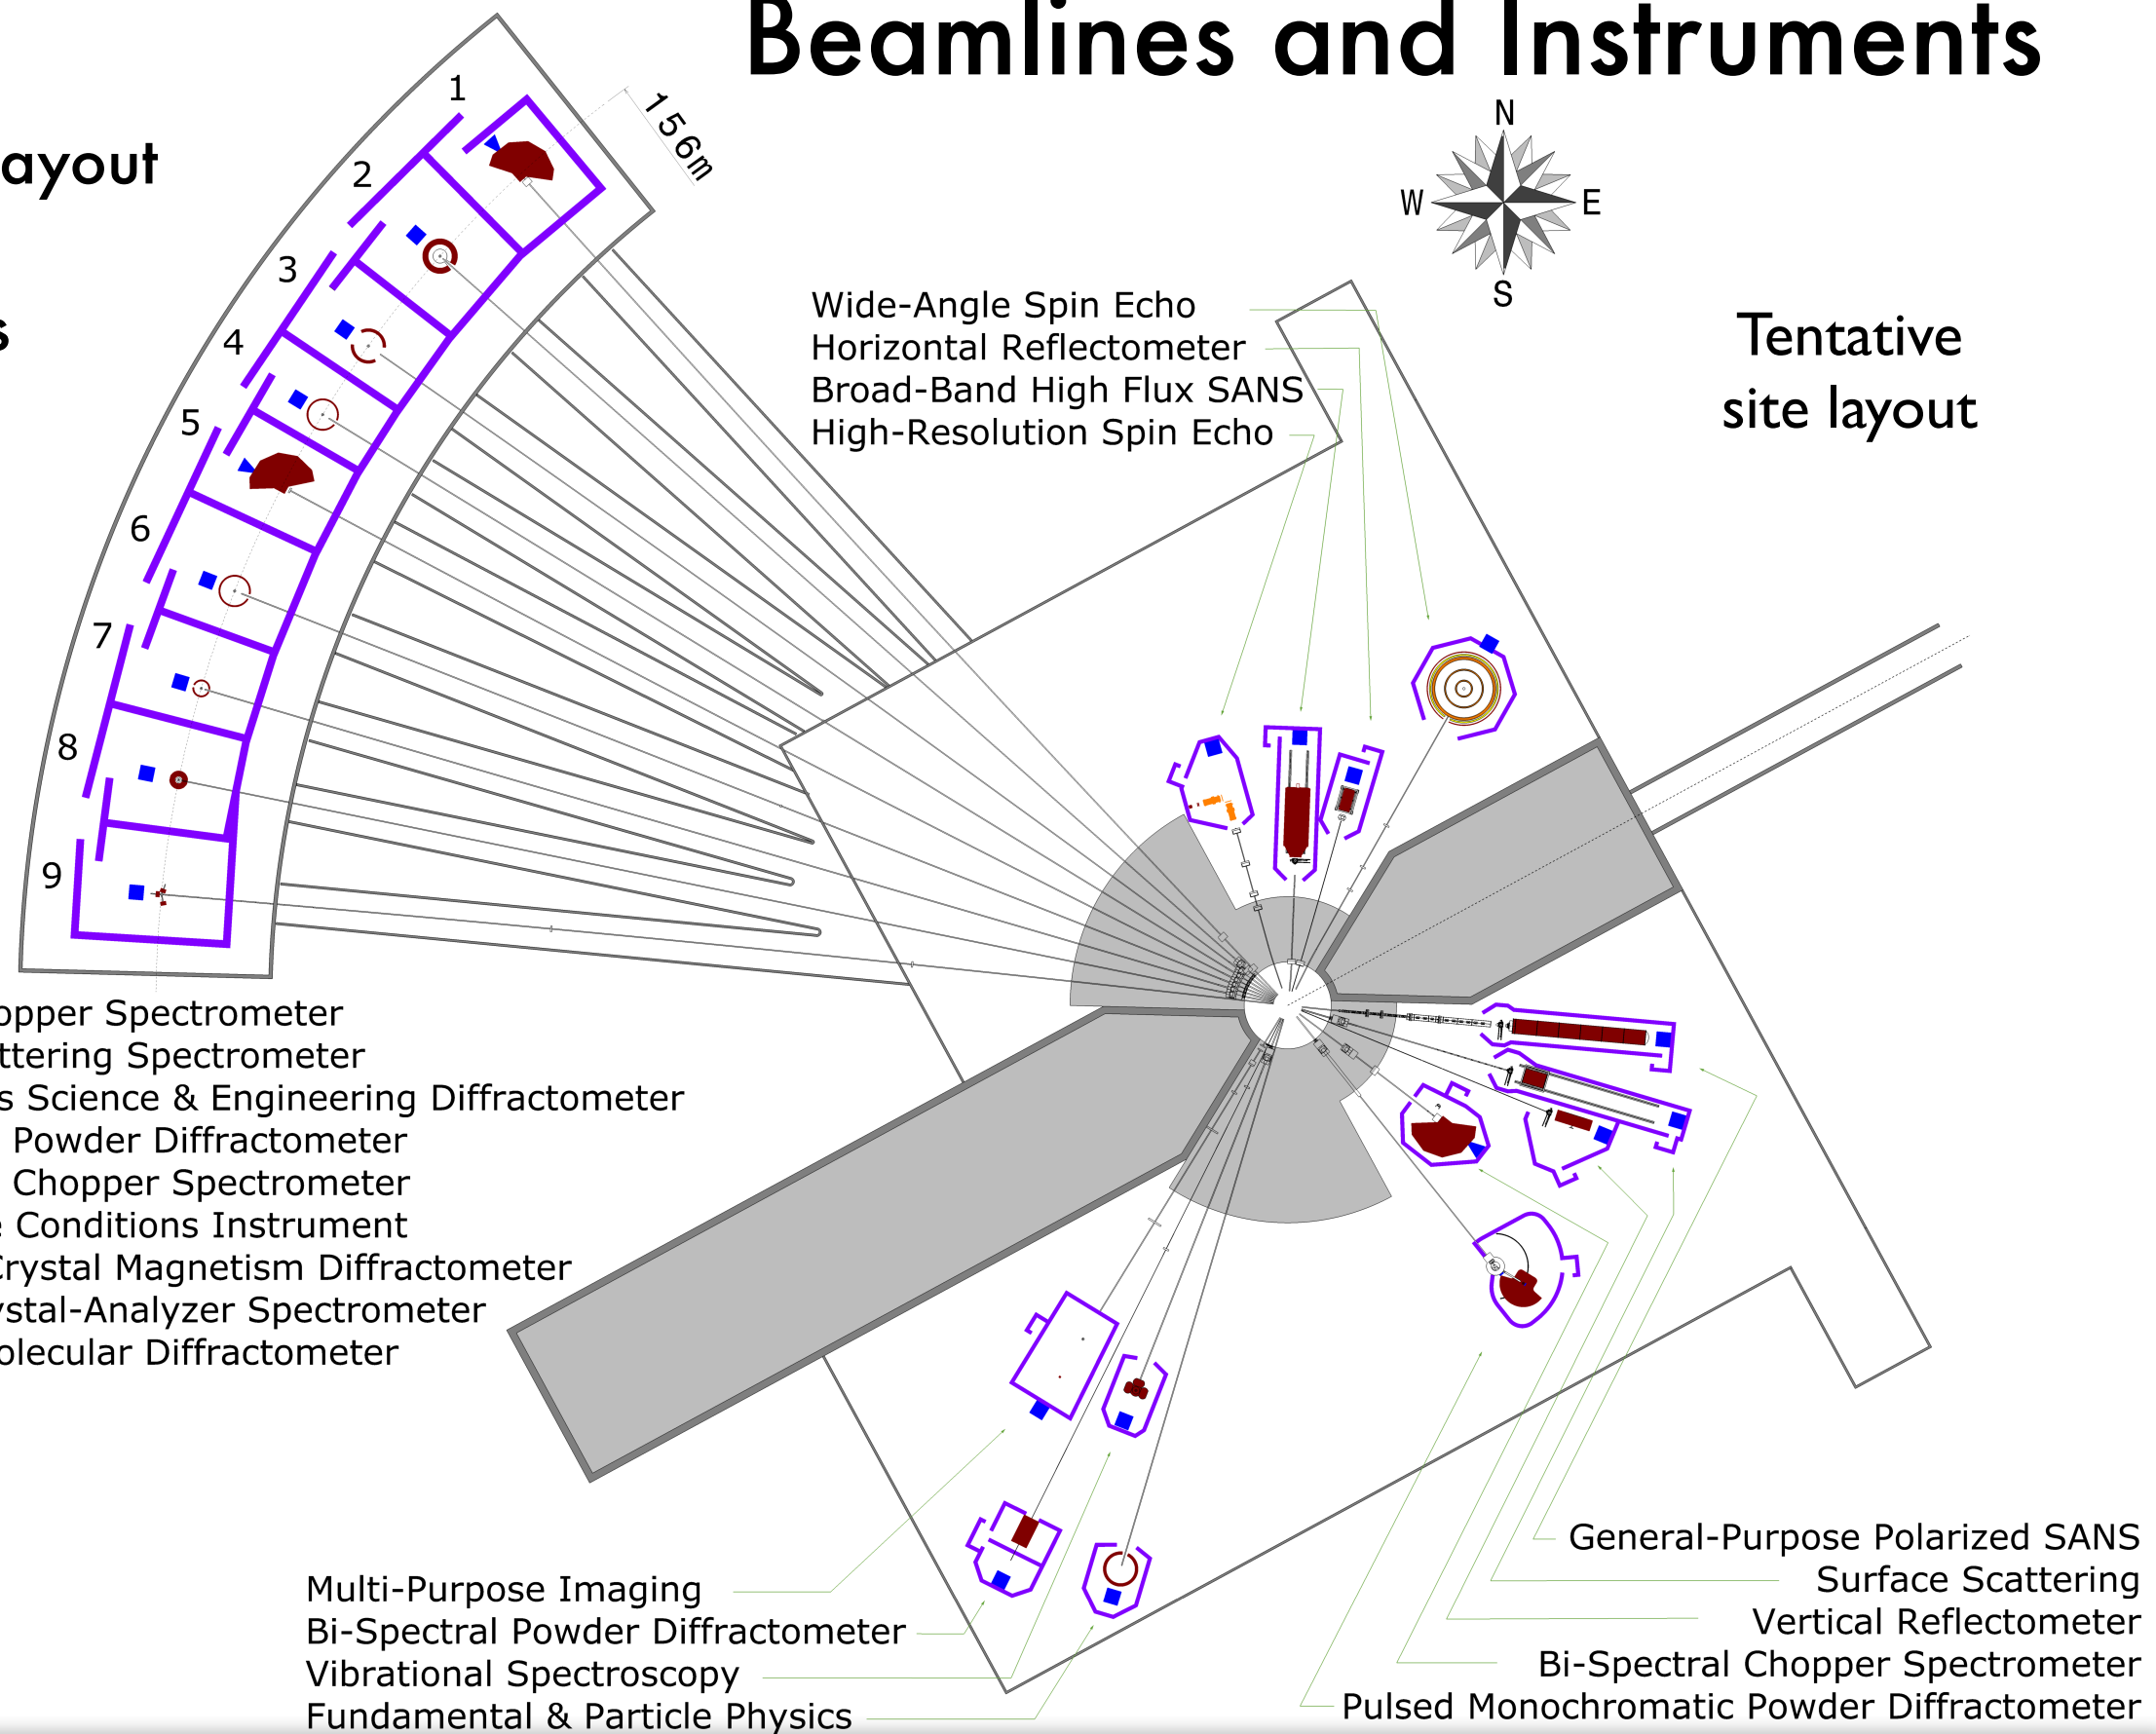 Beamlines and Instruments
ayout
s
1
2
3
4
5
6
7
8
9
156m
N
W
E
S
Tentative
site layout
Wide-Angle Spin Echo
Horizontal Reflectometer
Broad-Band High Flux SANS
High-Resolution Spin Echo
opper Spectrometer
ttering Spectrometer
s Science & Engineering Diffractometer
Powder Diffractometer
Chopper Spectrometer
e Conditions Instrument
Crystal Magnetism Diffractometer
ystal-Analyzer Spectrometer
olecular Diffractometer
Multi-Purpose Imaging
Bi-Spectral Powder Diffractometer
Vibrational Spectroscopy
Fundamental & Particle Physics
General-Purpose Polarized SANS
Surface Scattering
Vertical Reflectometer
Bi-Spectral Chopper Spectrometer
Pulsed Monochromatic Powder Diffractometer